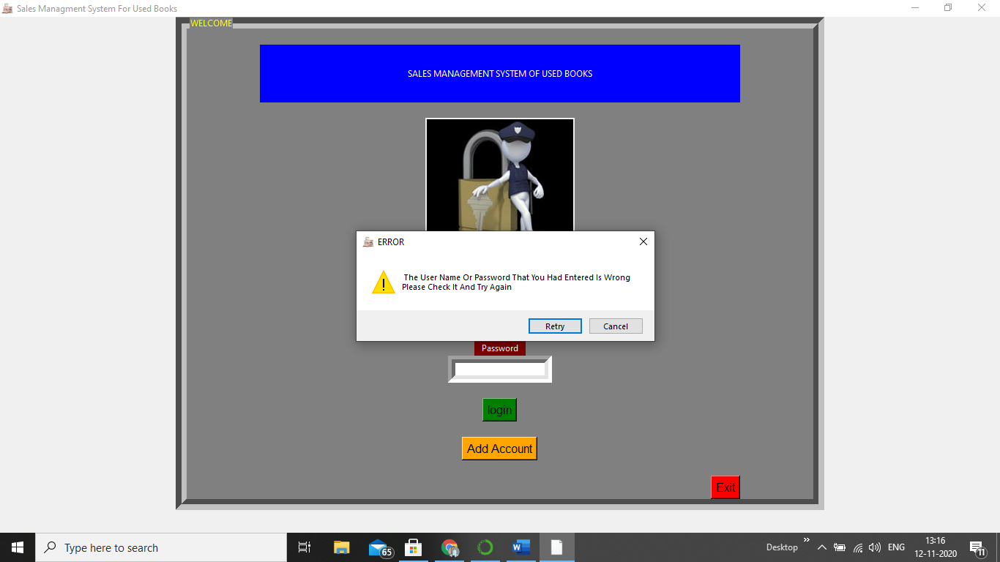 Sales Managment System For Used Books
WELCOME
SALES MANAGEMENT SYSTEM OF USED BOOKS
ERROR
The User Name Or Password That You Had Entered Is Wrong
Please Check It And Try Again
Retry Cancel
Password
login
Add Account
Exit
Type here to search
65
W
Desktop
ENG
13:16
12-11-2020
11